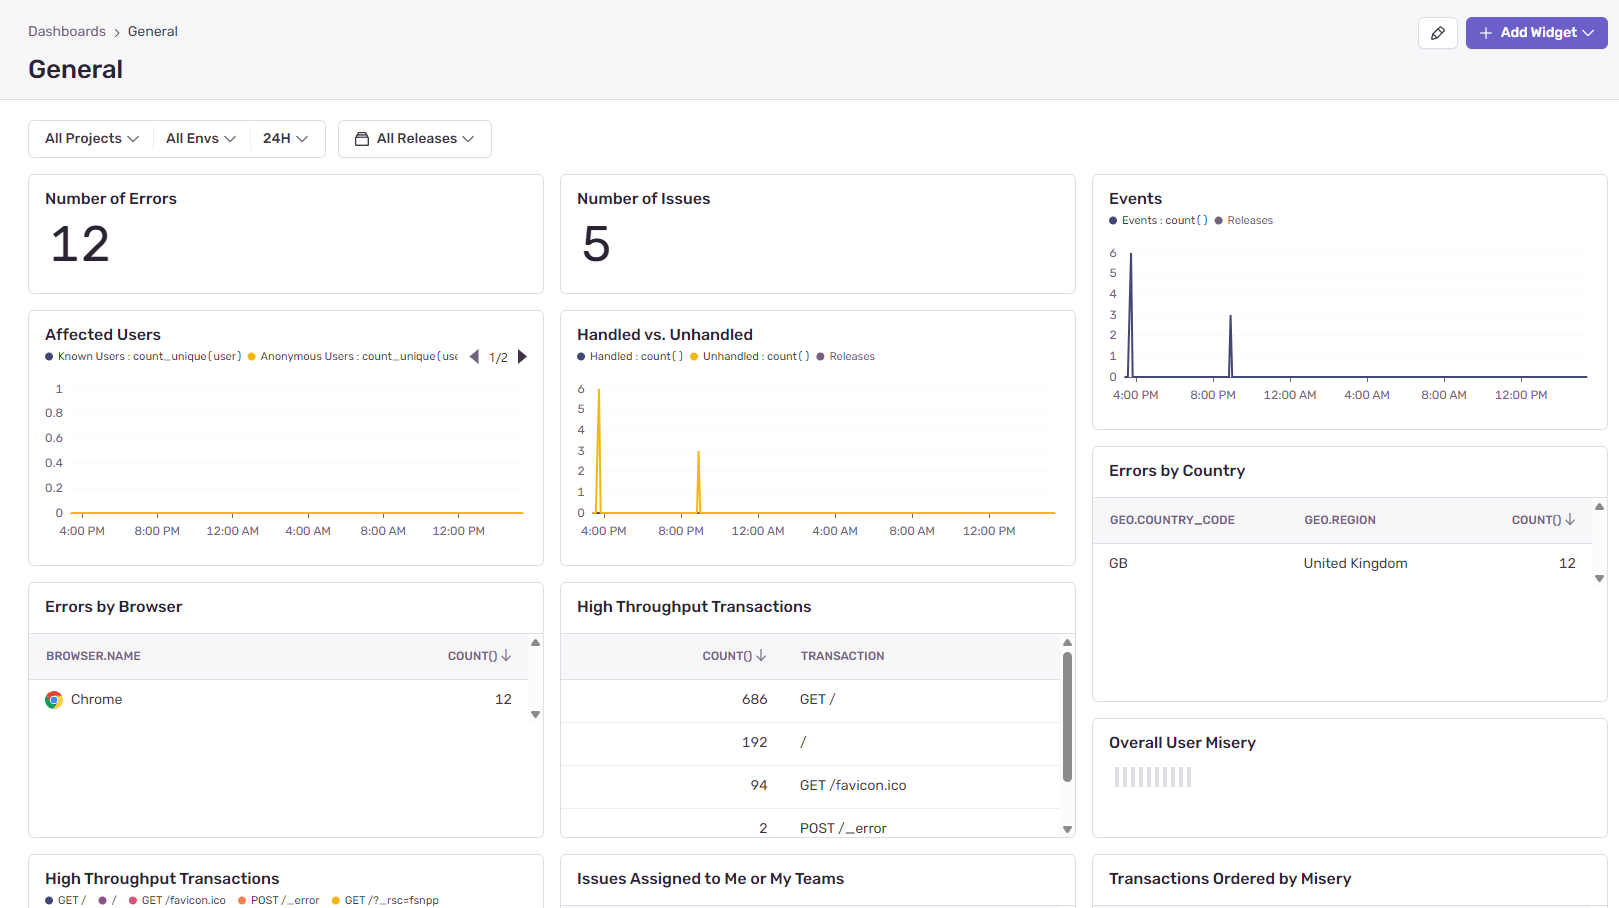 Dashboards > General
General
Add Widget
All Projects
All Envs
24H
All Releases
Number of Errors
12
Number of Issues
5
Events
Events : count() Releases
6
5
4
3
2
1
0
4:00 PM 8:00 PM 12:00 AM 4:00 AM 8:00 AM 12:00 PM
Affected Users
Known Users : count_unique(user) Anonymous Users : count_unique(use 1/2
1
0.8
0.6
0.4
0.2
0
4:00 PM 8:00 PM 12:00 AM 4:00 AM 8:00 AM 12:00 PM
Handled vs. Unhandled
Handled : count() Unhandled : count() Releases
6
5
4
3
2
1
0
4:00 PM 8:00 PM 12:00 AM 4:00 AM 8:00 AM 12:00 PM
Errors by Country
GEO.COUNTRY_CODE GEO.REGION COUNT()
GB United Kingdom 12
Errors by Browser
BROWSER.NAME COUNT()
Chrome 12
High Throughput Transactions
COUNT() TRANSACTION
686 GET /
192 /
94 GET /favicon.ico
2 POST /_error
Overall User Misery
High Throughput Transactions
GET / / GET /favicon.ico POST /_error GET /?_rsc=fsnpp
Issues Assigned to Me or My Teams
Transactions Ordered by Misery